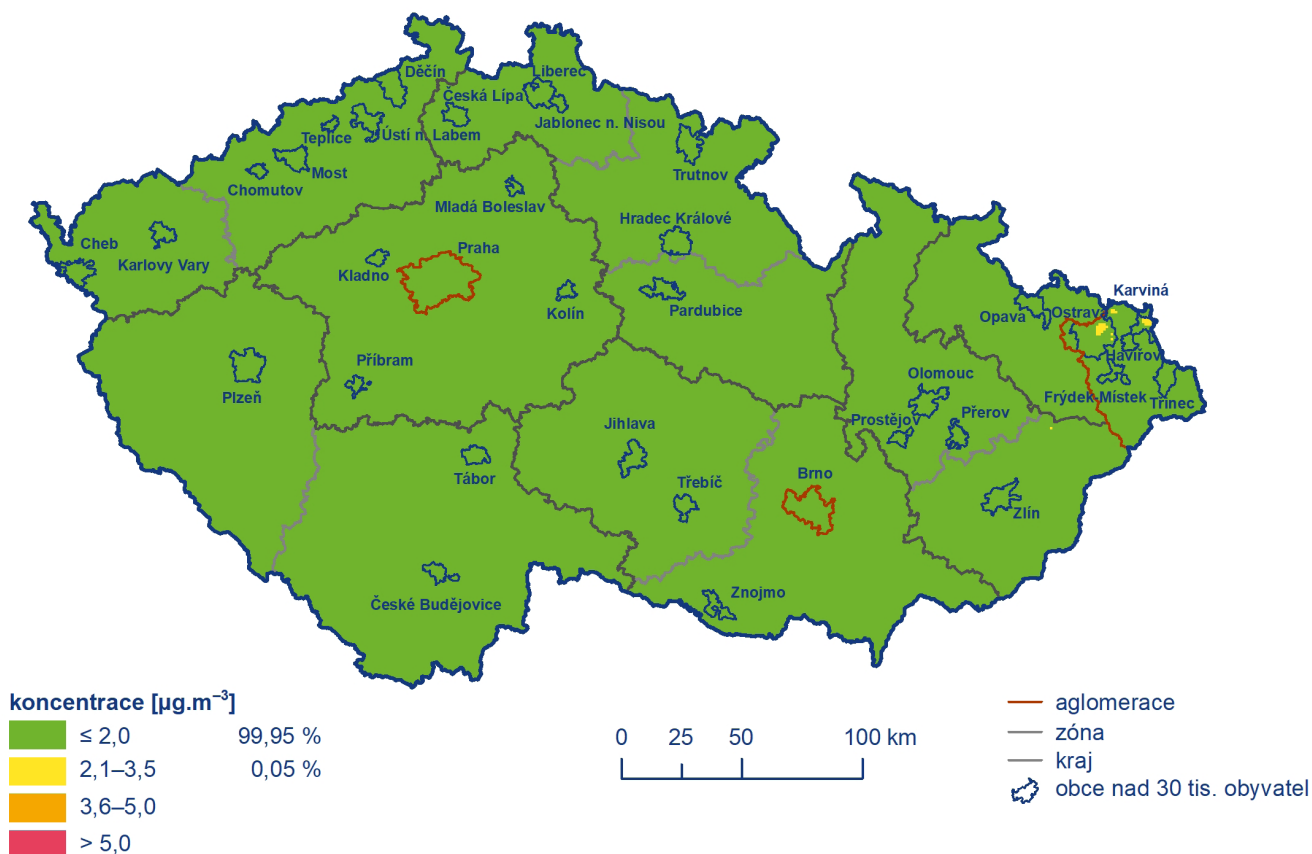 Děčín
Liberec
Česká Lípa
Jablonec n. Nisou
Teplice
Ústí n. Labem
Most
Chomutov
Trutnov
Mladá Boleslav
Hradec Králové
Cheb
Karlovy Vary
Praha
Kladno
Kolín
Pardubice
Karviná
Opava
Ostrava
Havířov
Příbram
Plzeň
Olomouc
Frýdek Místek
Třinec
Prostějov
Přerov
Jihlava
Tábor
Třebíč
Brno
Zlín
Znojmo
České Budějovice
koncentrace [µg.m⁻³]
≤ 2,0 99,95 %
2,1–3,5 0,05 %
3,6–5,0
> 5,0
0 25 50 100 km
aglomerace
zóna
kraj
obce nad 30 tis. obyvatel